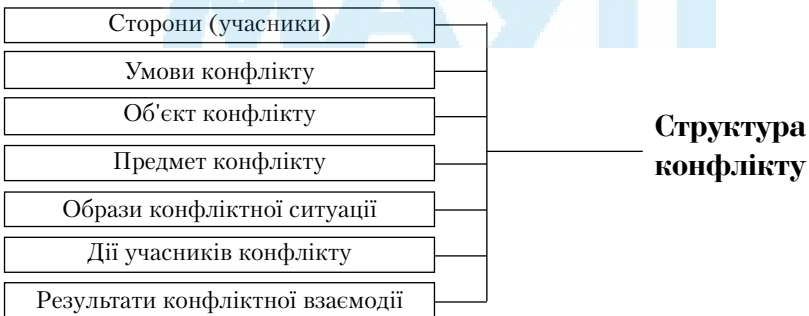 Сторони (учасники)
Умови конфлікту
Об'єкт конфлікту
Предмет конфлікту
Образи конфліктної ситуації
Дії учасників конфлікту
Результати конфліктної взаємодії
Структура
конфлікту